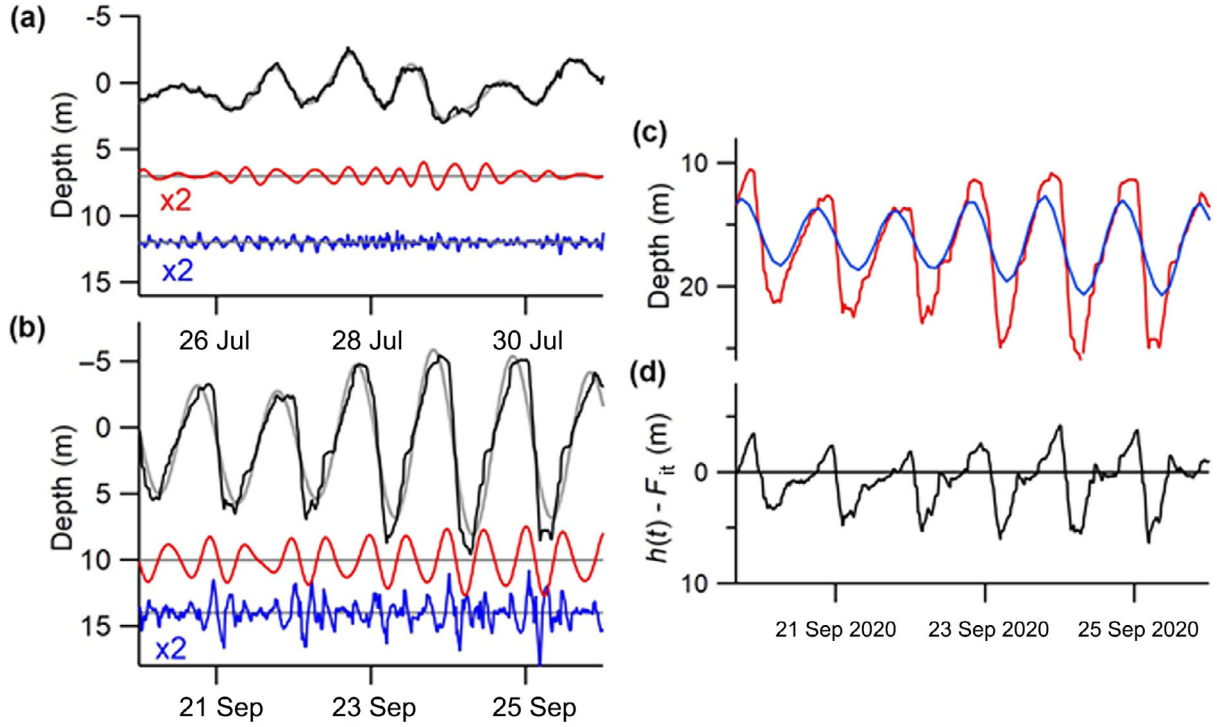 (a)
-5
0
5
10
15
Depth (m)
x2
x2
26 Jul 28 Jul 30 Jul
(b)
–5
0
5
10
15
Depth (m)
x2
21 Sep 23 Sep 25 Sep
(c)
10
20
Depth (m)
(d)
0
10
h(t) - Fit (m)
21 Sep 2020 23 Sep 2020 25 Sep 2020